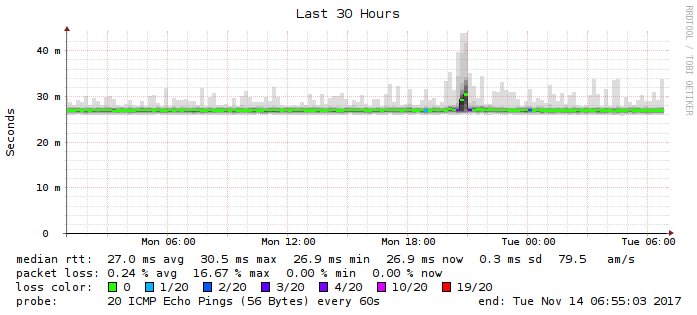 Last 30 Hours
RRDTOOL / TOBI OETIKER
Seconds
40 m
30 m
20 m
10 m
0
Mon 06:00 Mon 12:00 Mon 18:00 Tue 00:00 Tue 06:00
median rtt: 27.0 ms avg 30.5 ms max 26.9 ms min 26.9 ms now 0.3 ms sd 79.5 am/s
packet loss: 0.24 % avg 16.67 % max 0.00 % min 0.00 % now
loss color: 0 1/20 2/20 3/20 4/20 10/20 19/20
probe: 20 ICMP Echo Pings (56 Bytes) every 60s end: Tue Nov 14 06:55:03 2017